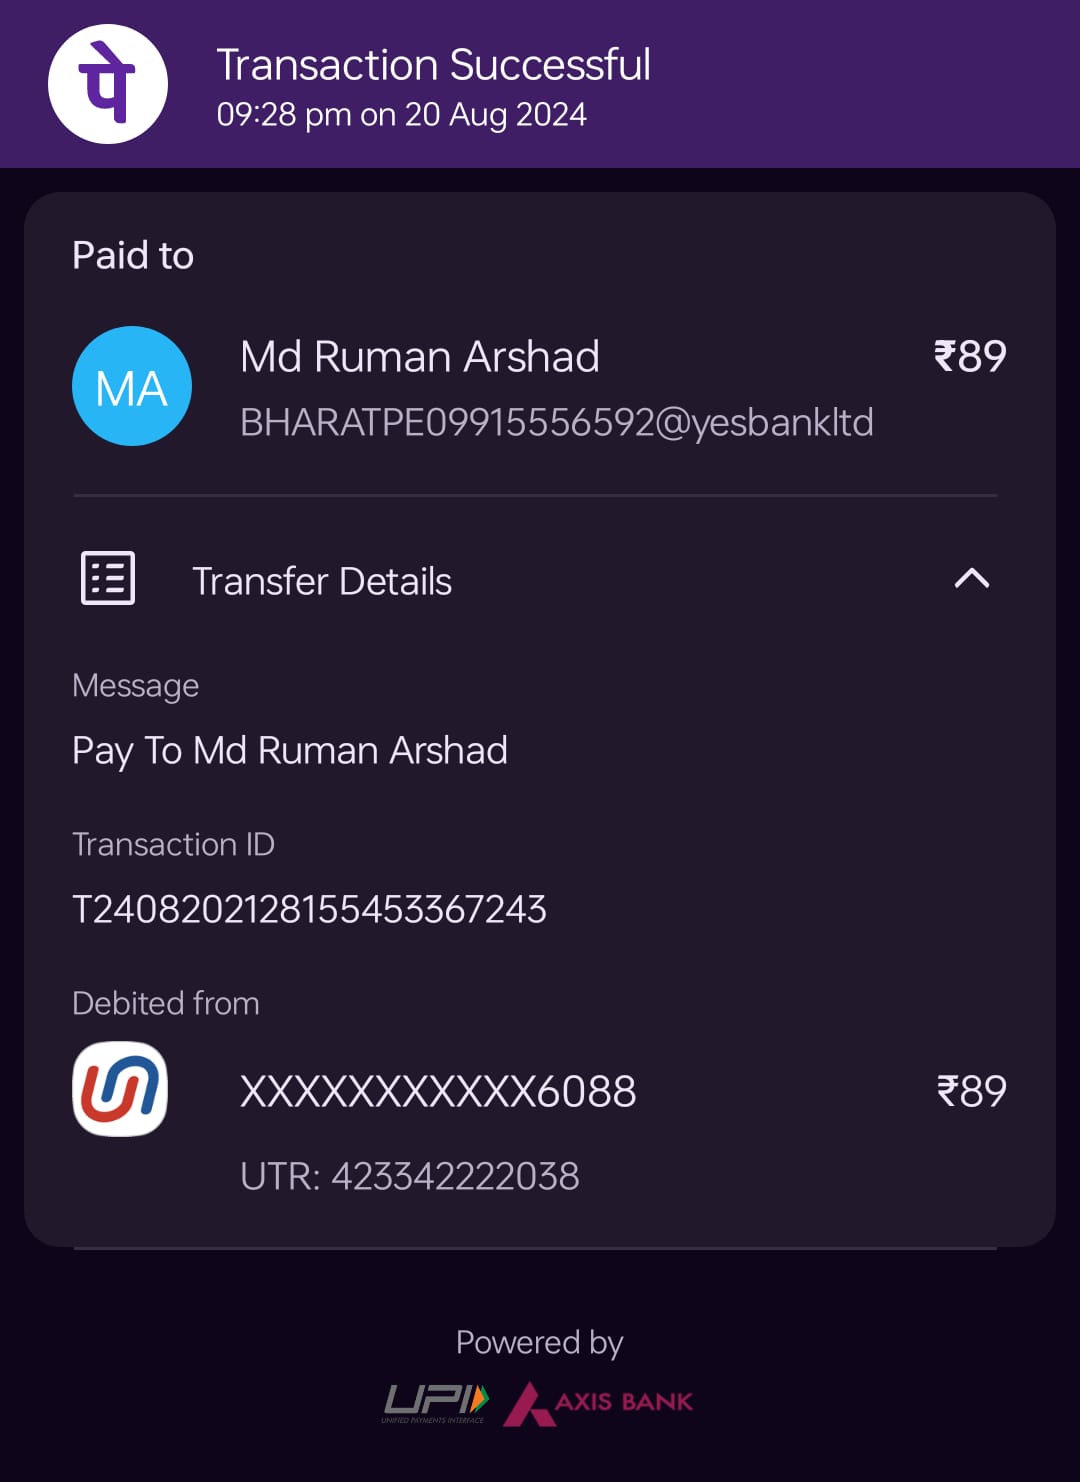 पे
Transaction Successful
09:28 pm on 20 Aug 2024
Paid to
MA
Md Ruman Arshad
₹89
BHARATPE09915556592@yesbankltd
Transfer Details
Message
Pay To Md Ruman Arshad
Transaction ID
T2408202128155453367243
Debited from
XXXXXXXXXXX6088
₹89
UTR: 423342222038
Powered by
UPI
UNIFIED PAYMENTS INTERFACE
AXIS BANK